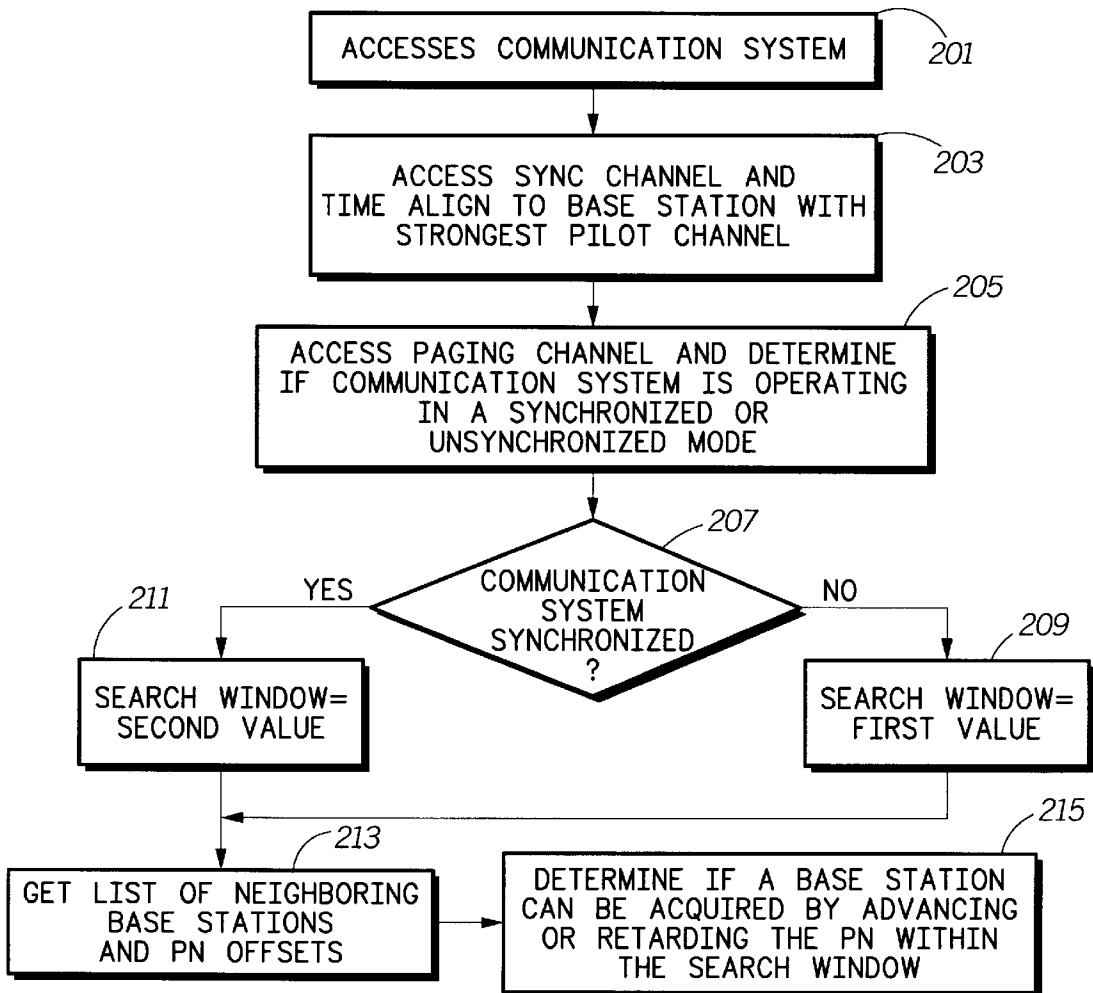 ACCESSES COMMUNICATION SYSTEM
201
203
ACCESS SYNC CHANNEL AND
TIME ALIGN TO BASE STATION WITH
STRONGEST PILOT CHANNEL
205
ACCESS PAGING CHANNEL AND DETERMINE
IF COMMUNICATION SYSTEM IS OPERATING
IN A SYNCHRONIZED OR
UNSYNCHRONIZED MODE
207
COMMUNICATION
SYSTEM
SYNCHRONIZED
?
YES
NO
211
SEARCH WINDOW=
SECOND VALUE
209
SEARCH WINDOW=
FIRST VALUE
213
GET LIST OF NEIGHBORING
BASE STATIONS
AND PN OFFSETS
215
DETERMINE IF A BASE STATION
CAN BE ACQUIRED BY ADVANCING
OR RETARDING THE PN WITHIN
THE SEARCH WINDOW